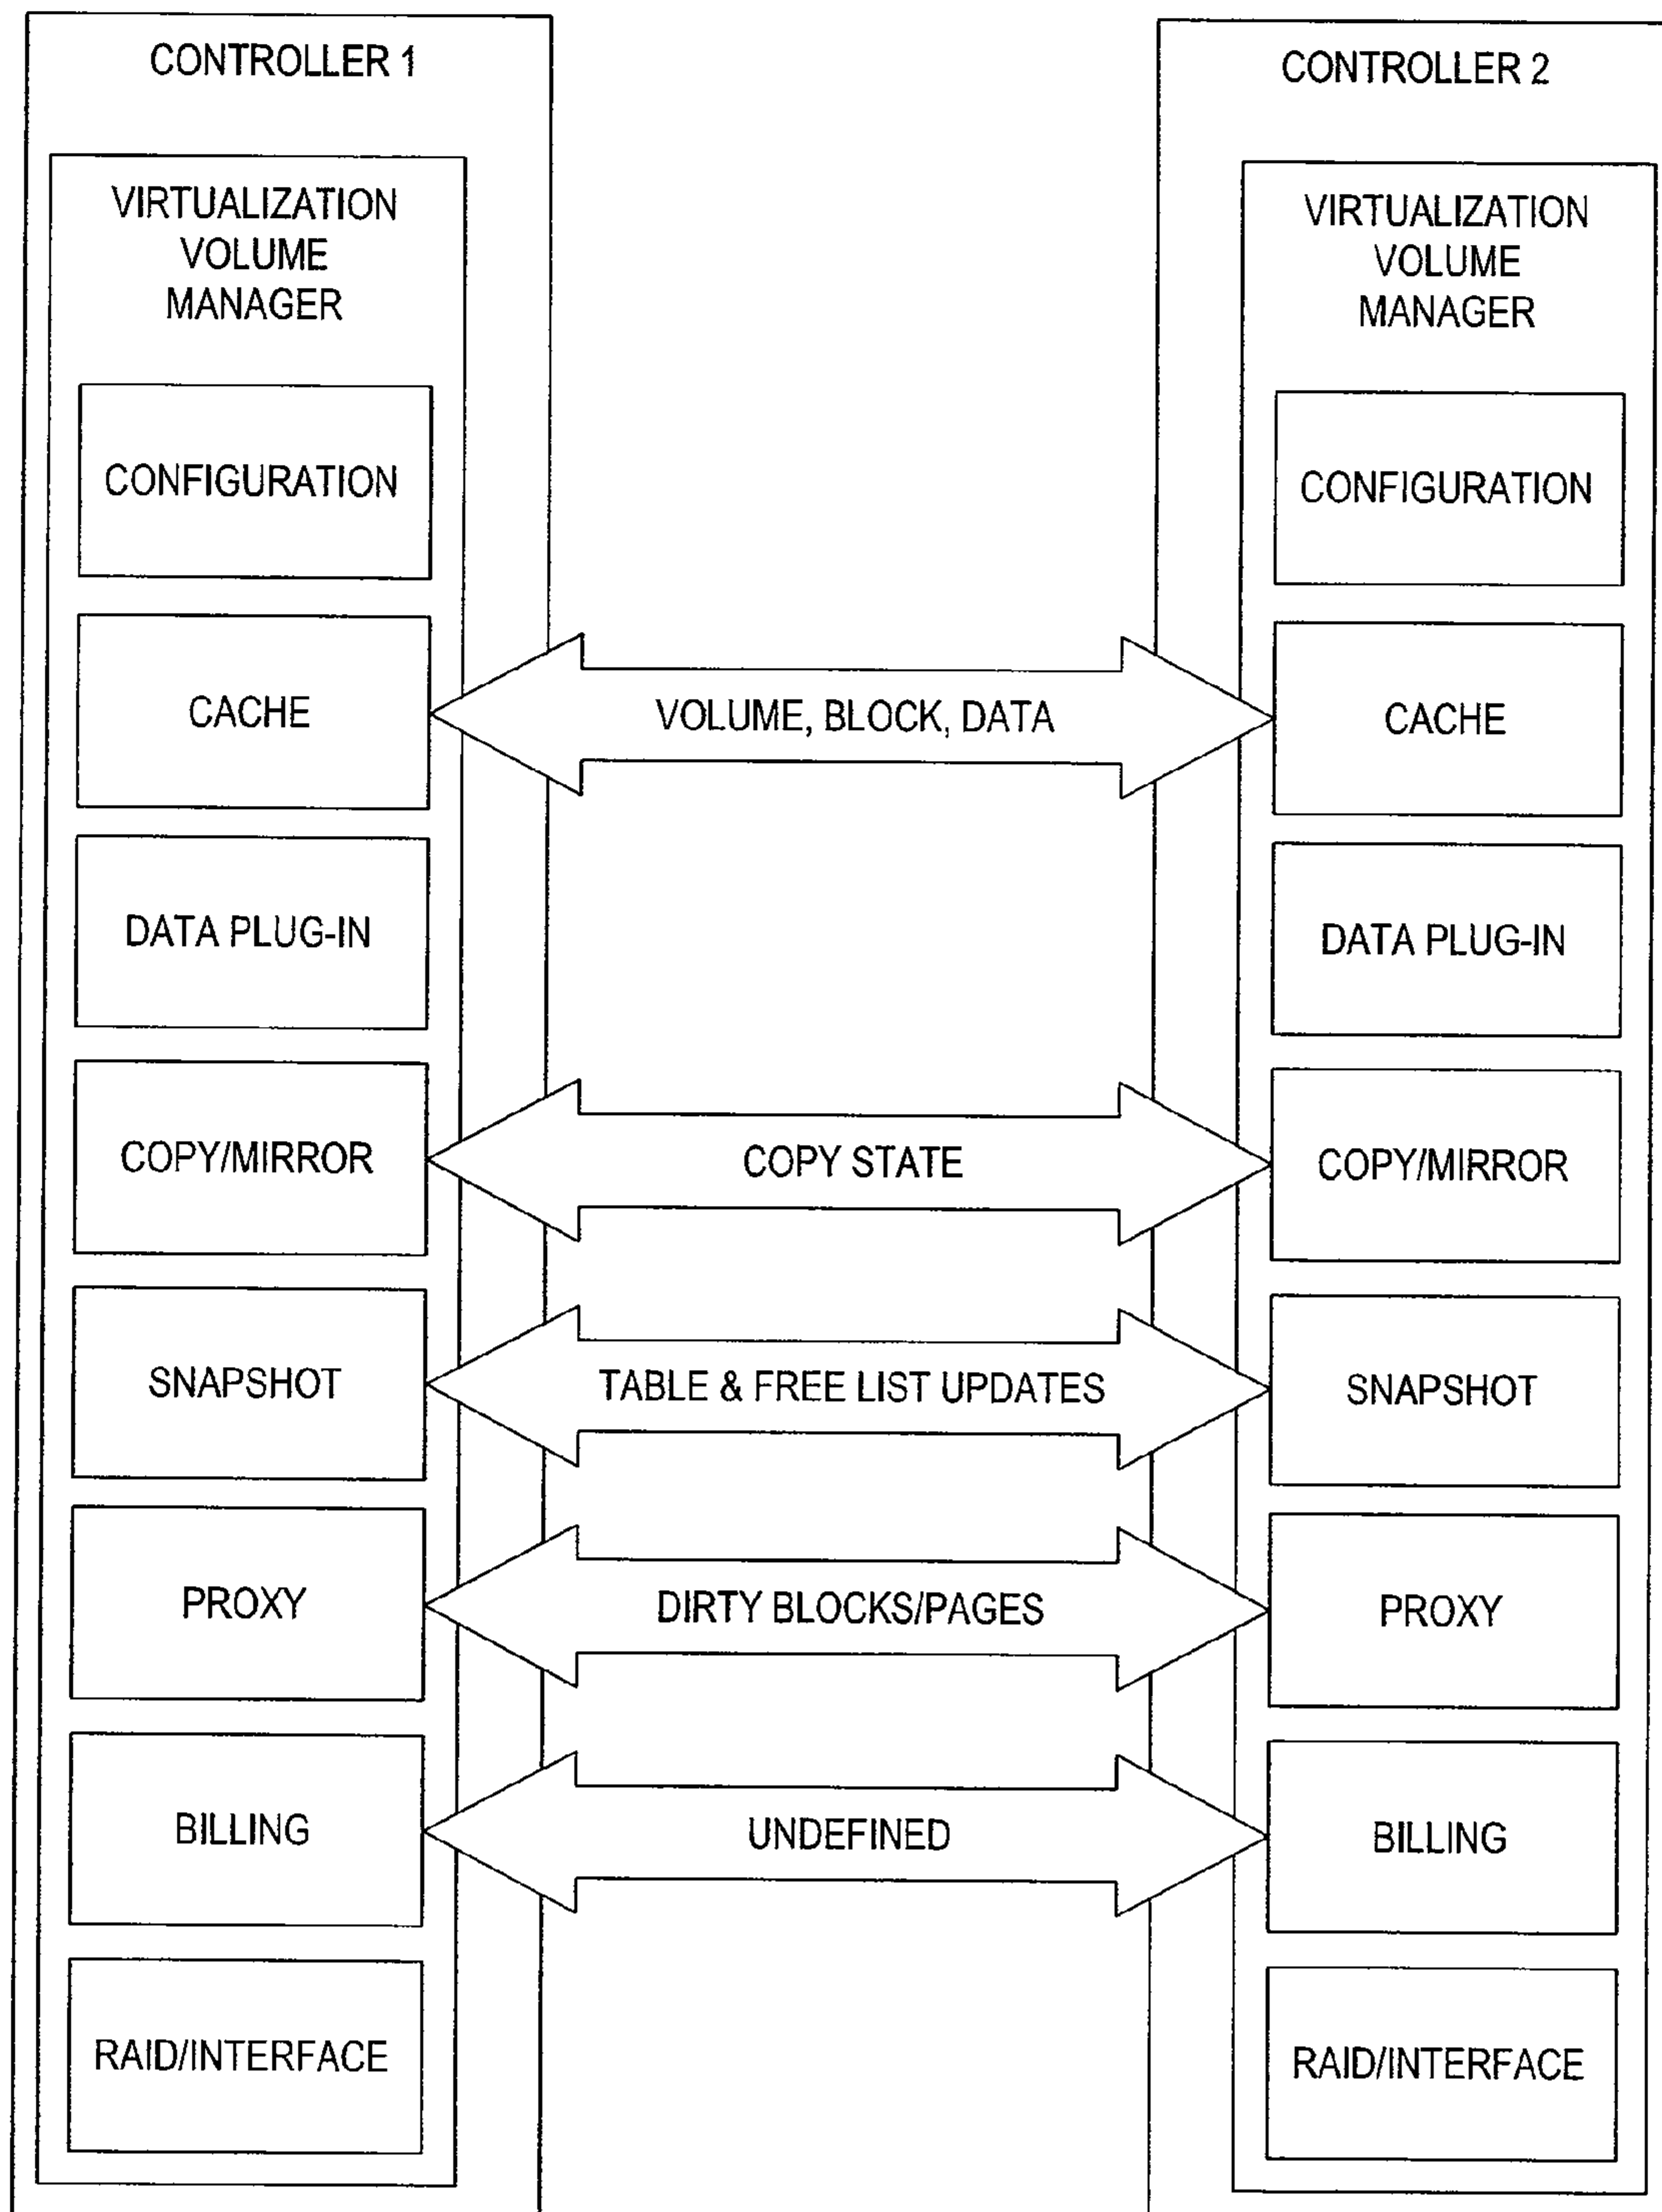 CONTROLLER 1
CONTROLLER 2
VIRTUALIZATION
VOLUME
MANAGER
VIRTUALIZATION
VOLUME
MANAGER
CONFIGURATION
CONFIGURATION
CACHE
VOLUME, BLOCK, DATA
CACHE
DATA PLUG-IN
DATA PLUG-IN
COPY/MIRROR
COPY STATE
COPY/MIRROR
SNAPSHOT
TABLE & FREE LIST UPDATES
SNAPSHOT
PROXY
DIRTY BLOCKS/PAGES
PROXY
BILLING
UNDEFINED
BILLING
RAID/INTERFACE
RAID/INTERFACE